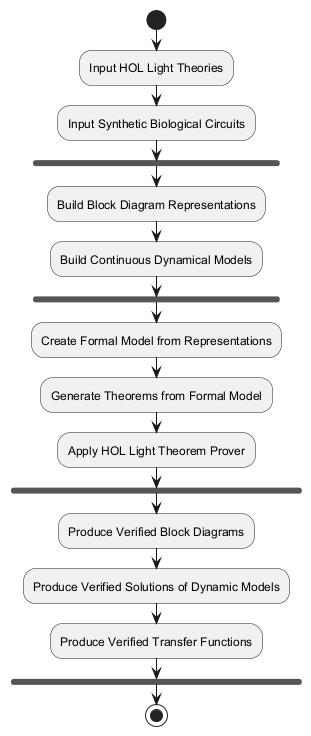 Input HOL Light Theories
Input Synthetic Biological Circuits
Build Block Diagram Representations
Build Continuous Dynamical Models
Create Formal Model from Representations
Generate Theorems from Formal Model
Apply HOL Light Theorem Prover
Produce Verified Block Diagrams
Produce Verified Solutions of Dynamic Models
Produce Verified Transfer Functions